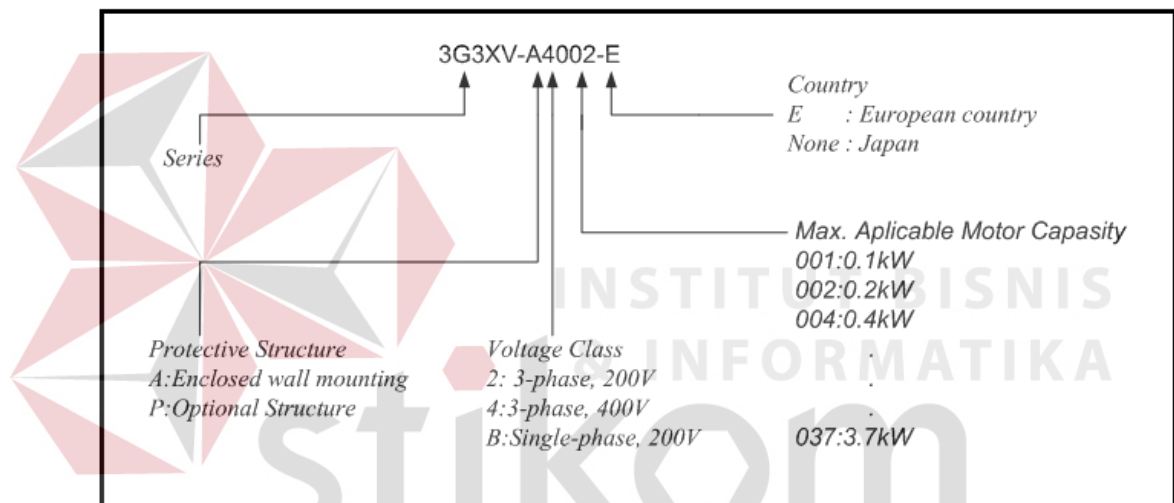 3G3XV-A4002-E
Country
E : European country
None : Japan
Series
Max. Aplicable Motor Capasity
001:0.1kW
002:0.2kW
004:0.4kW
.
.
.
037:3.7kW
Protective Structure
A:Enclosed wall mounting
P:Optional Structure
Voltage Class
2: 3-phase, 200V
4:3-phase, 400V
B:Single-phase, 200V
INSTITUT BISNIS
& INFORMATIKA
stikom